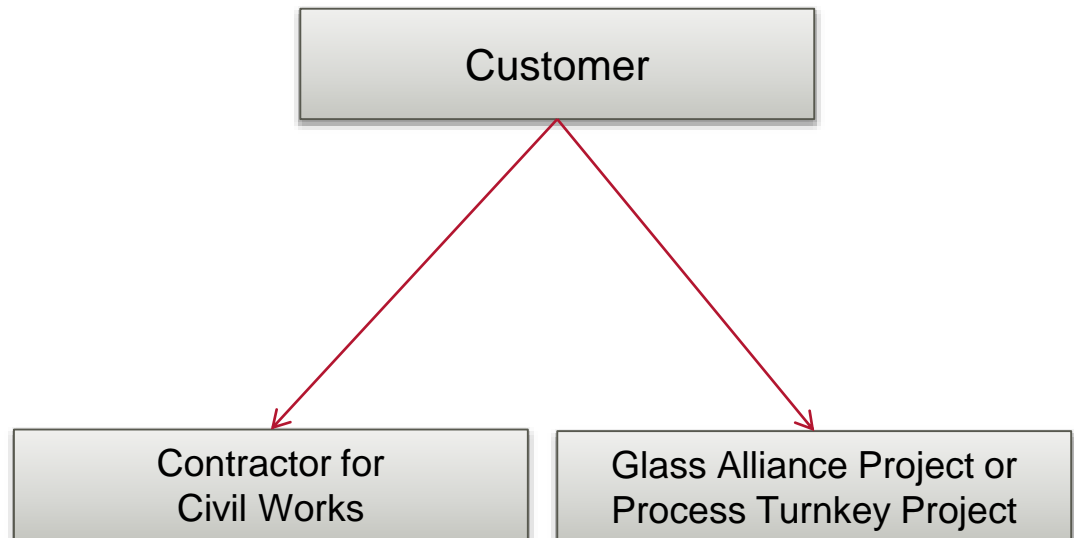 Customer
Contractor for
Civil Works
Glass Alliance Project or
Process Turnkey Project